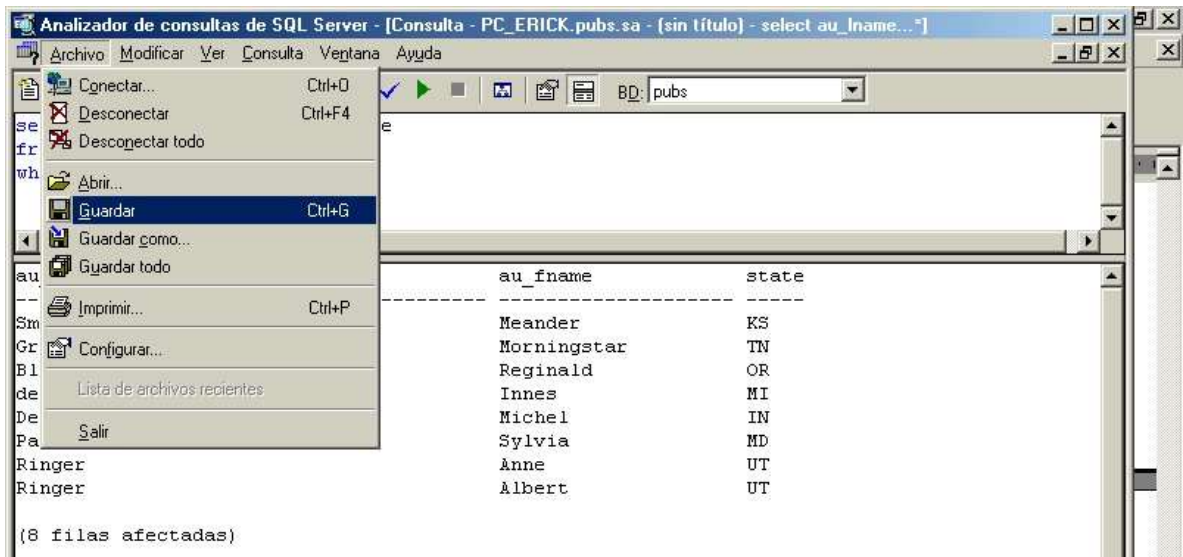 Analizador de consultas de SQL Server - [Consulta - PC_ERICK.pubs.sa - (sin título) - select au_lname...*]
Archivo Modificar Ver Consulta Ventana Ayuda
BD: pubs
Conectar... Ctrl+O
Desconectar Ctrl+F4
Desconectar todo
Abrir...
Guardar Ctrl+G
Guardar como...
Guardar todo
Imprimir... Ctrl+P
Configurar...
Lista de archivos recientes
Salir
se e
fr
wh
au au_fname state
-- --------- -------------------- -----
Sm Meander KS
Gr Morningstar TN
Bl Reginald OR
de Innes MI
De Michel IN
Pa Sylvia MD
Ringer Anne UT
Ringer Albert UT
(8 filas afectadas)